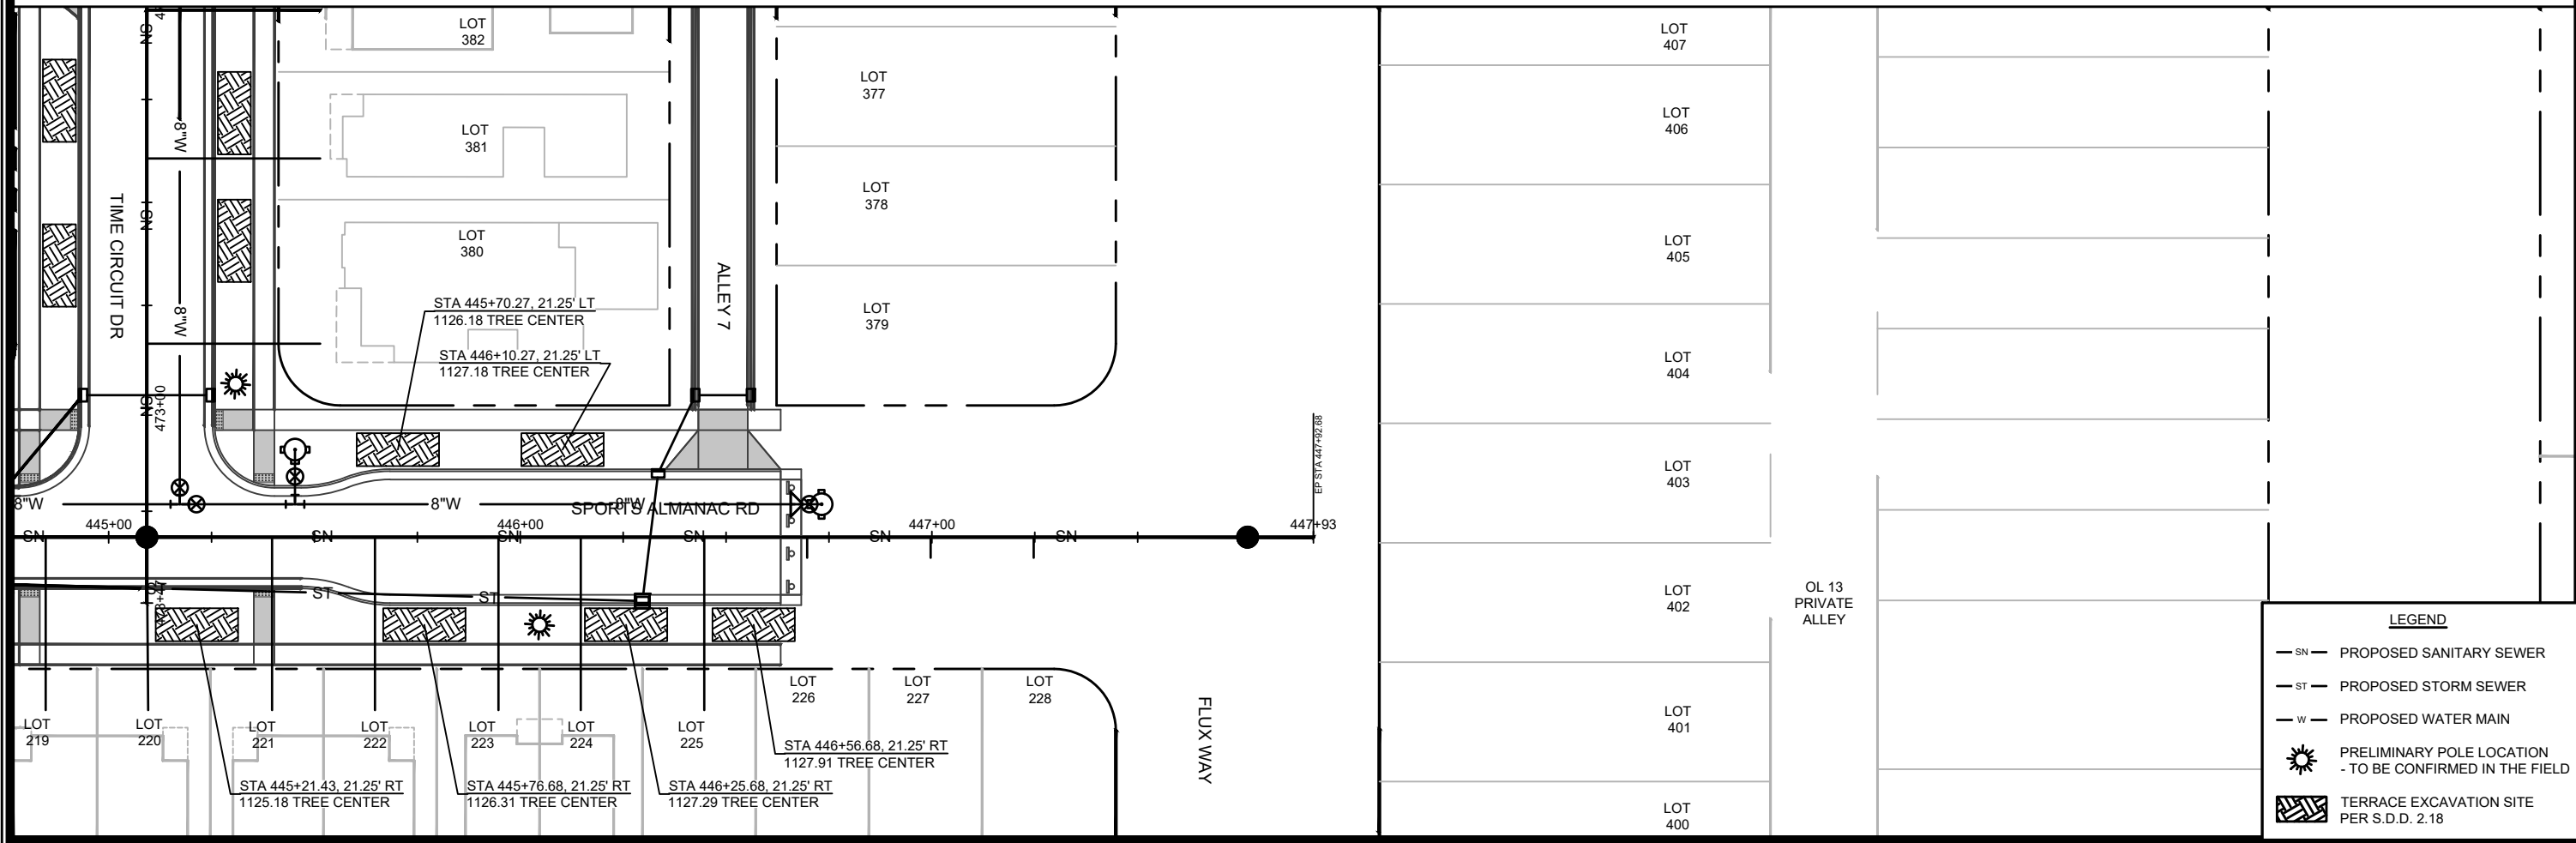 LOT
382
LOT
381
LOT
380
LOT
377
LOT
378
LOT
379
LOT
407
LOT
406
LOT
405
LOT
404
LOT
403
LOT
402
LOT
401
LOT
400
SN
SN
SN
8"W
8"W
TIME CIRCUIT DR
473+00
ALLEY 7
STA 445+70.27, 21.25' LT
1126.18 TREE CENTER
STA 446+10.27, 21.25' LT
1127.18 TREE CENTER
EP STA 447+92.68
8"W
8"W
8"W
SPORTS ALMANAC RD
445+00
446+00
447+00
447+93
SN
SN
SN
SN
SN
SN
ST
ST
OL 13
PRIVATE
ALLEY
FLUX WAY
LOT
219
LOT
220
LOT
221
LOT
222
LOT
223
LOT
224
LOT
225
LOT
226
LOT
227
LOT
228
STA 446+56.68, 21.25' RT
1127.91 TREE CENTER
STA 445+21.43, 21.25' RT
1125.18 TREE CENTER
STA 445+76.68, 21.25' RT
1126.31 TREE CENTER
STA 446+25.68, 21.25' RT
1127.29 TREE CENTER
LEGEND
SN PROPOSED SANITARY SEWER
ST PROPOSED STORM SEWER
W PROPOSED WATER MAIN
PRELIMINARY POLE LOCATION
- TO BE CONFIRMED IN THE FIELD
TERRACE EXCAVATION SITE
PER S.D.D. 2.18